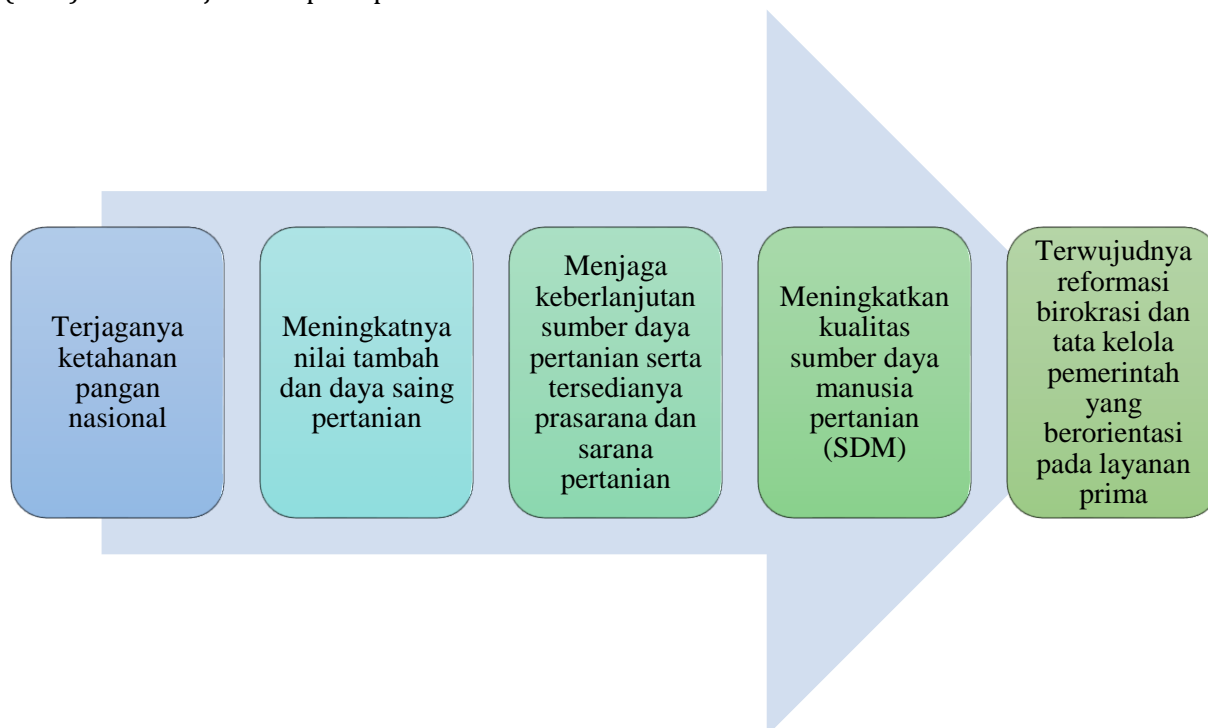 Terjaganya
ketahanan
pangan
nasional
Meningkatnya
nilai tambah
dan daya saing
pertanian
Menjaga
keberlanjutan
sumber daya
pertanian serta
tersedianya
prasarana dan
sarana
pertanian
Meningkatkan
kualitas
sumber daya
manusia
pertanian
(SDM)
Terwujudnya
reformasi
birokrasi dan
tata kelola
pemerintah
yang
berorientasi
pada layanan
prima